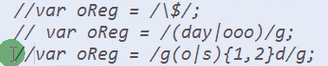 //var oReg = /\$/;
// var oReg = /(day|ooo)/g;
//var oReg = /g(o|s){1,2}d/g;